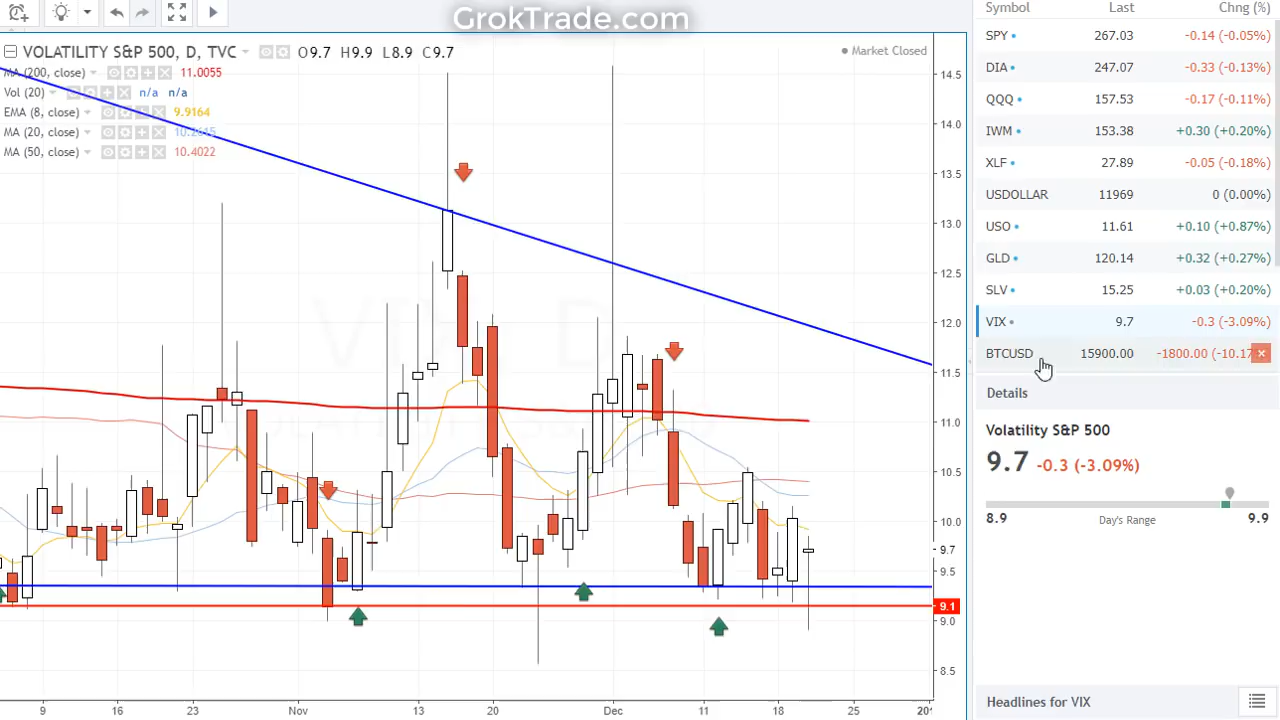 GrokTrade.com
VOLATILITY S&P 500, D, TVC O9.7 H9.9 L8.9 C9.7
Market Closed
MA (200, close) 11.0055
Vol (20) n/a n/a
EMA (8, close) 9.9164
MA (20, close) 10.2615
MA (50, close) 10.4022
14.5
14.0
13.5
13.0
12.5
12.0
11.5
11.0
10.5
10.0
9.7
9.5
9.1
9.0
8.5
9 16 Nov 13 20 Dec 11 18 25 201
Symbol Last Chng (%)
SPY 267.03 -0.14 (-0.05%)
DIA 247.07 -0.33 (-0.13%)
QQQ 157.53 -0.17 (-0.11%)
IWM 153.38 +0.30 (+0.20%)
XLF 27.89 -0.05 (-0.18%)
USDOLLAR 11969 0 (0.00%)
USO 11.61 +0.10 (+0.87%)
GLD 120.14 +0.32 (+0.27%)
SLV 15.25 +0.03 (+0.20%)
VIX 9.7 -0.3 (-3.09%)
BTCUSD 15900.00 -1800.00 (-10.17
Details
Volatility S&P 500
9.7 -0.3 (-3.09%)
8.9 Day's Range 9.9
Headlines for VIX